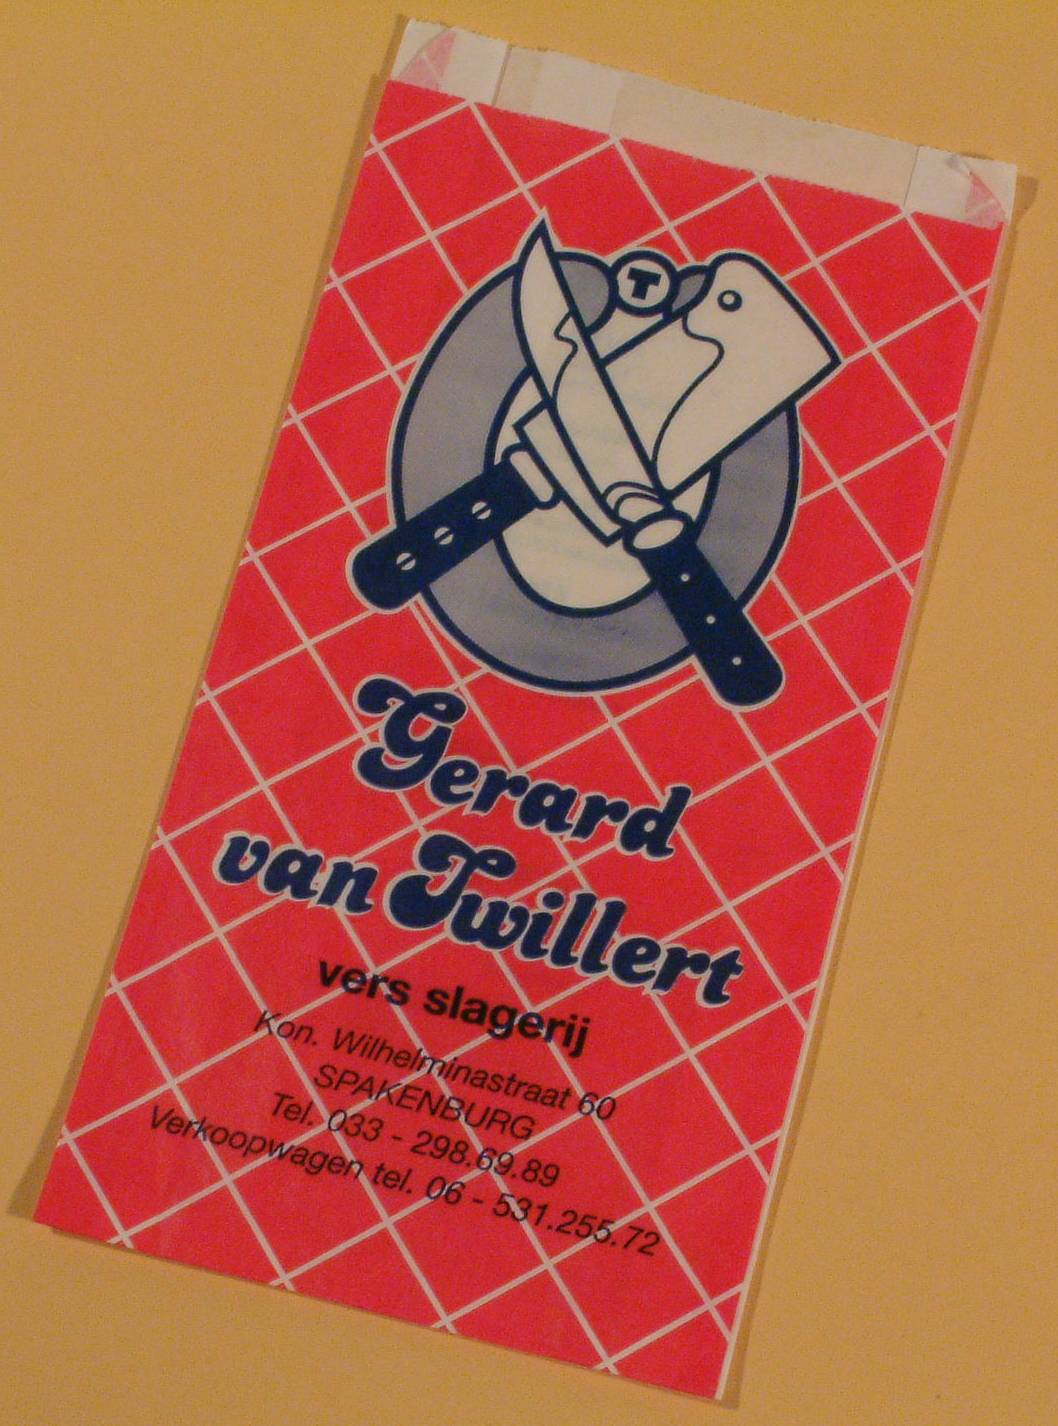 T
Gerard
van Twillert
vers slagerij
Kon. Wilhelminastraat 60
SPAKENBURG
Tel. 033 - 298.69.89
Verkoopwagen tel. 06 - 531.255.72